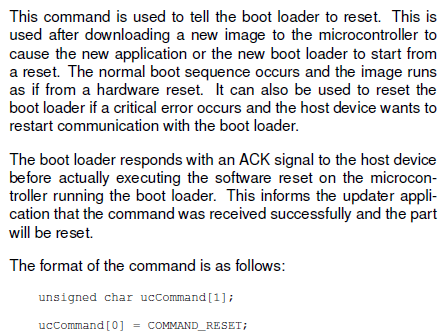 This command is used to tell the boot loader to reset. This is
used after downloading a new image to the microcontroller to
cause the new application or the new boot loader to start from
a reset. The normal boot sequence occurs and the image runs
as if from a hardware reset. It can also be used to reset the
boot loader if a critical error occurs and the host device wants to
restart communication with the boot loader.
The boot loader responds with an ACK signal to the host device
before actually executing the software reset on the microcon-
troller running the boot loader. This informs the updater appli-
cation that the command was received successfully and the part
will be reset.
The format of the command is as follows:
unsigned char ucCommand[1];
ucCommand[0] = COMMAND_RESET;